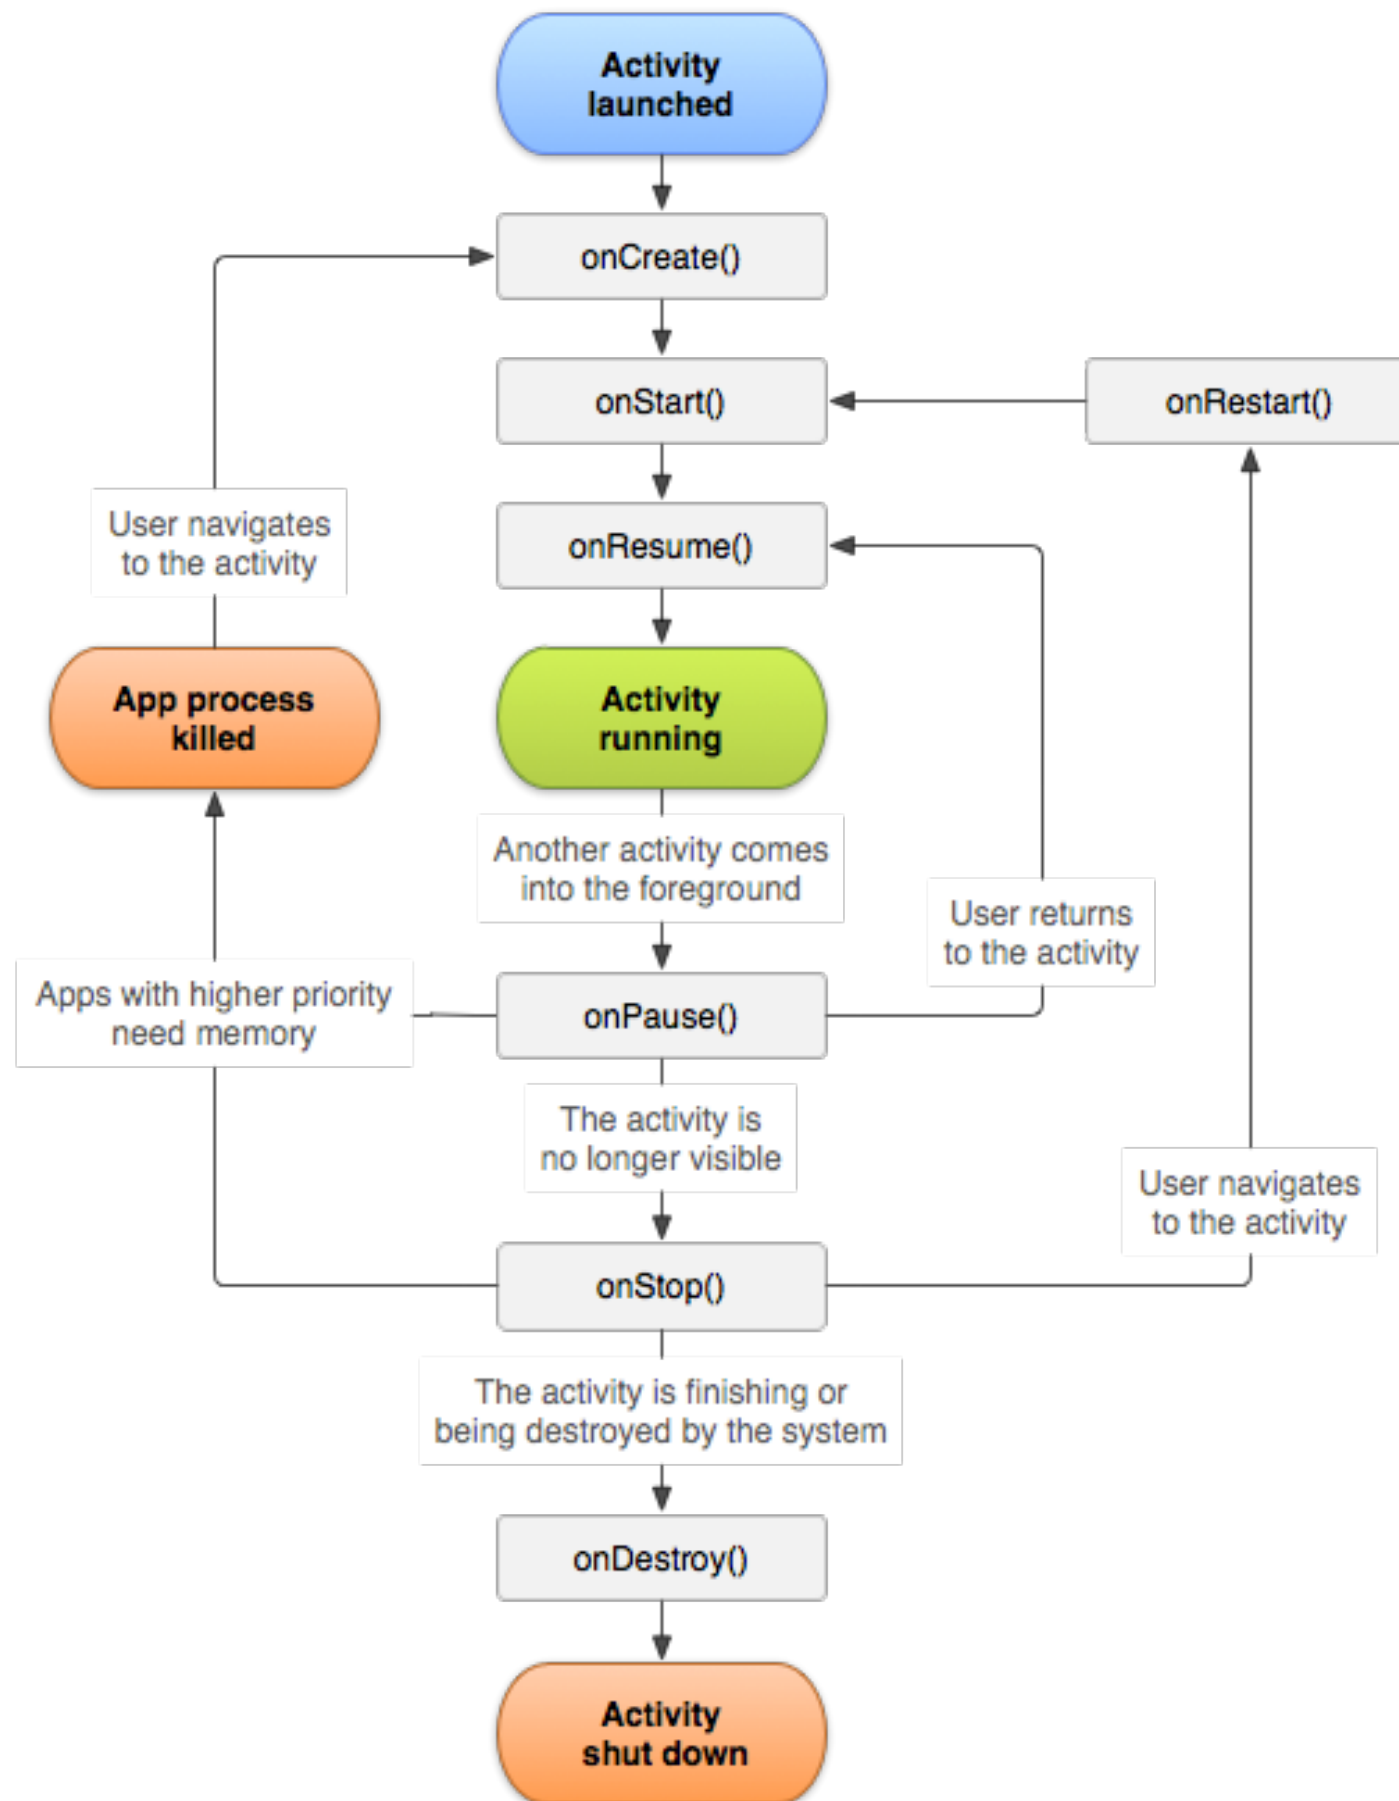 Activity
launched
onCreate()
onStart()
onRestart()
User navigates
to the activity
onResume()
App process
killed
Activity
running
Another activity comes
into the foreground
User returns
to the activity
Apps with higher priority
need memory
onPause()
The activity is
no longer visible
User navigates
to the activity
onStop()
The activity is finishing or
being destroyed by the system
onDestroy()
Activity
shut down